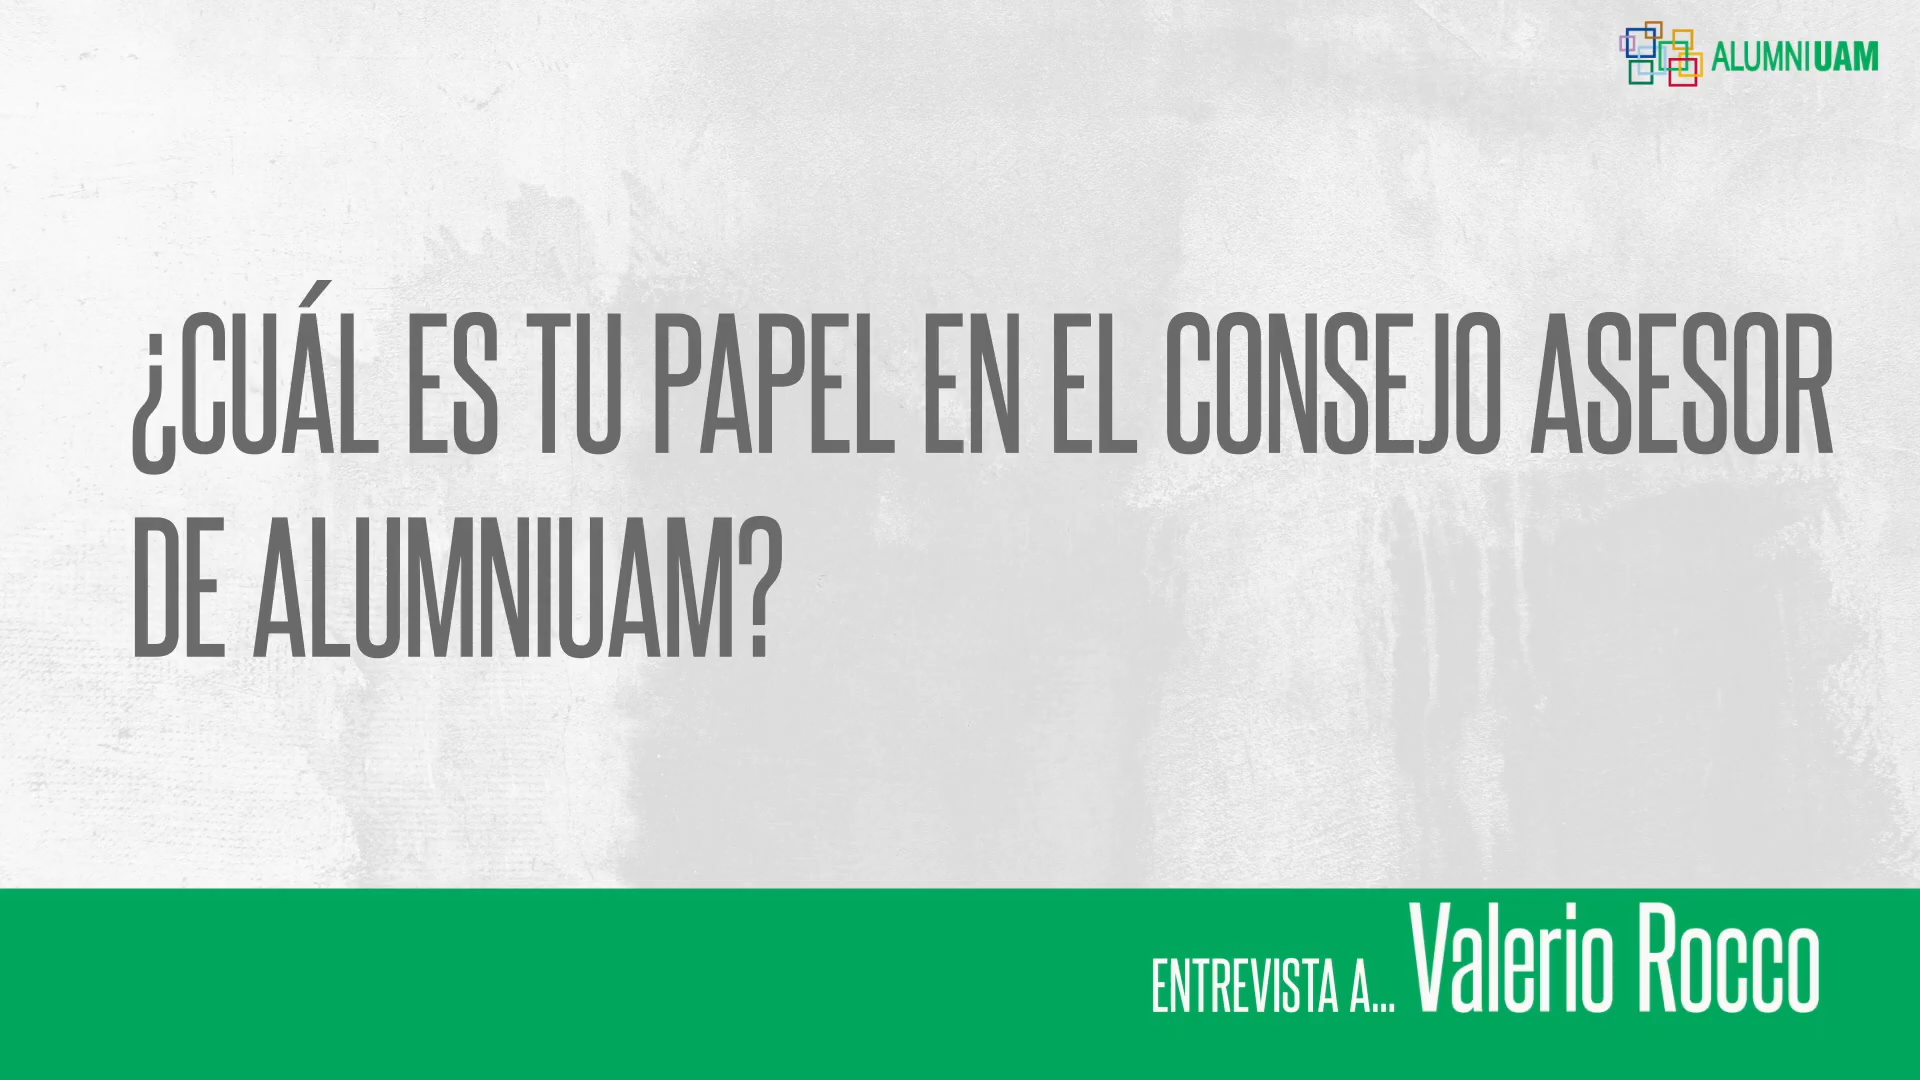 ALUMNIUAM
¿CUÁL ES TU PAPEL EN EL CONSEJO ASESOR
DE ALUMNIUAM?
ENTREVISTA A... Valerio Rocco